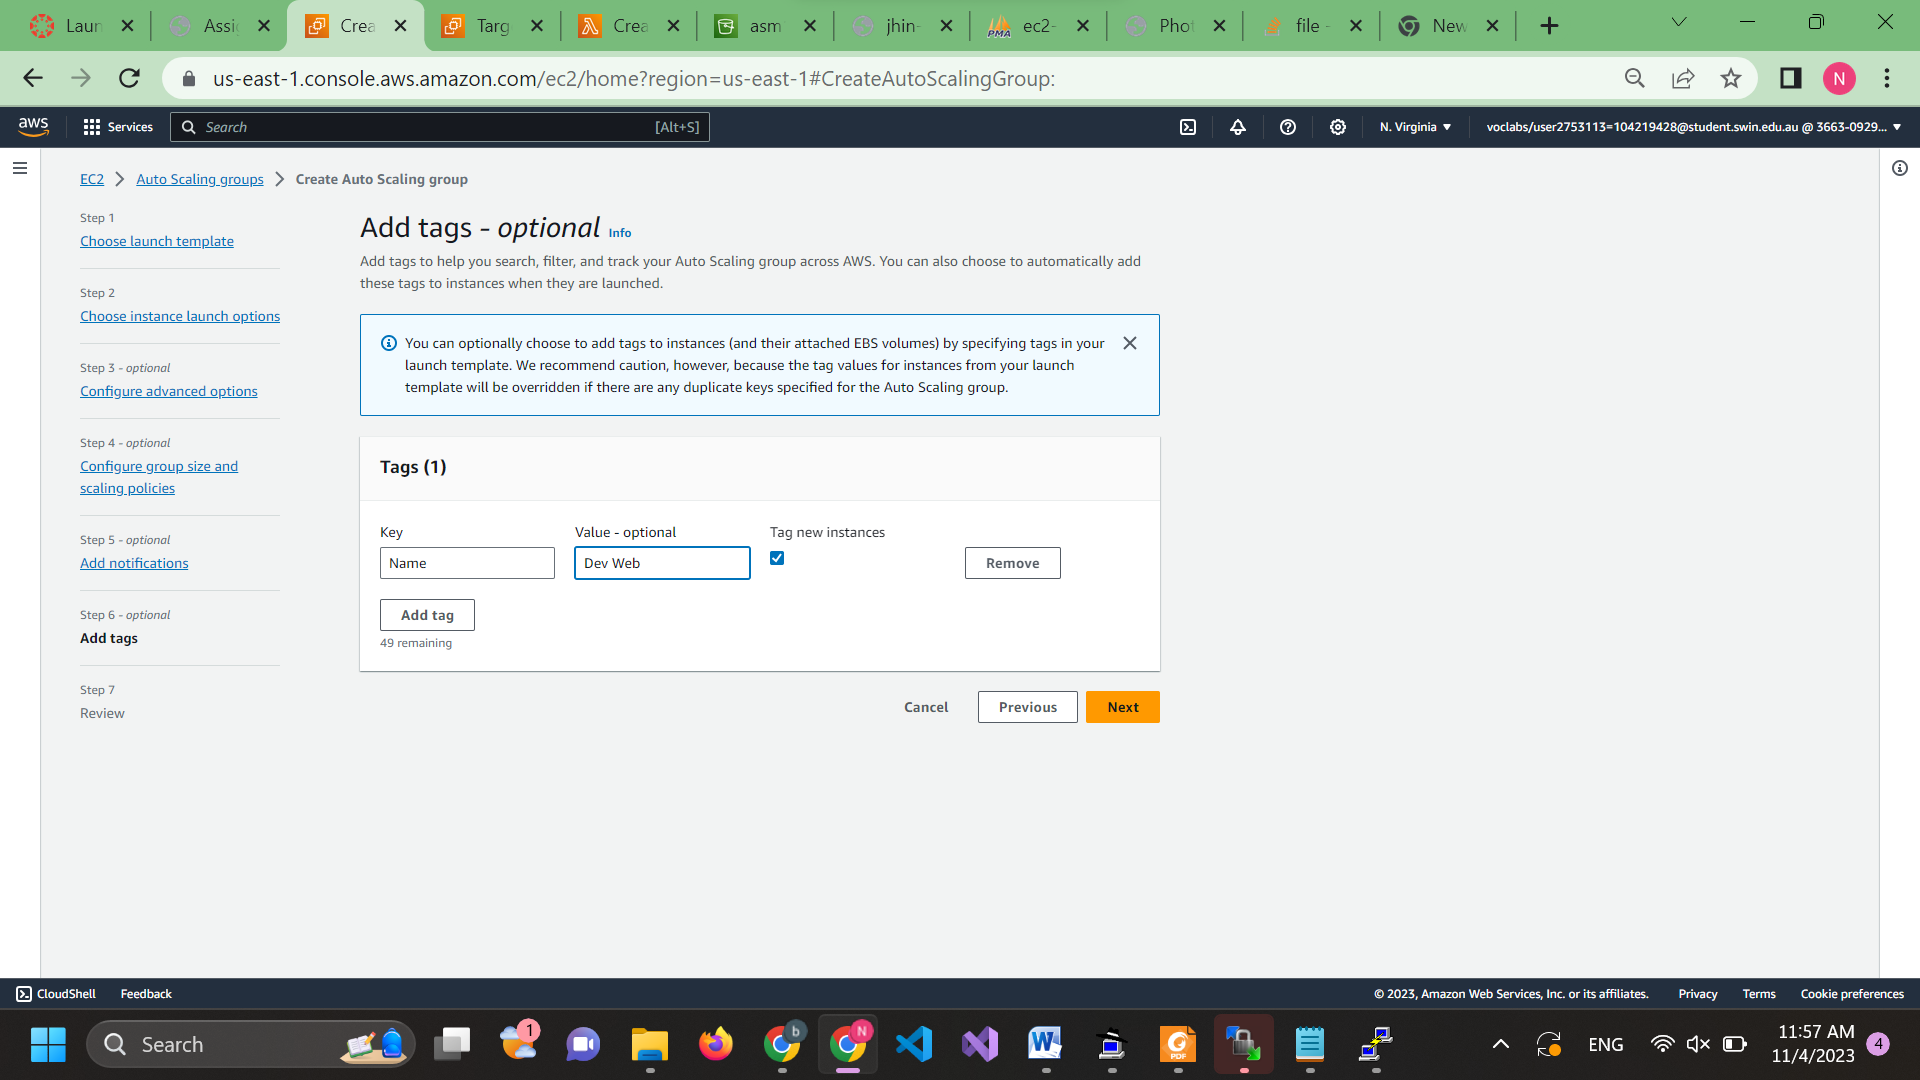 Laun
Assig
Crea
Targ
Crea
asm
jhin-
ec2-
Phot
file -
New
us-east-1.console.aws.amazon.com/ec2/home?region=us-east-1#CreateAutoScalingGroup:
N
aws
Services
Search
[Alt+S]
N. Virginia
voclabs/user2753113=104219428@student.swin.edu.au @ 3663-0929...
EC2
Auto Scaling groups
Create Auto Scaling group
Step 1
Choose launch template
Step 2
Choose instance launch options
Step 3 - optional
Configure advanced options
Step 4 - optional
Configure group size and
scaling policies
Step 5 - optional
Add notifications
Step 6 - optional
Add tags
Step 7
Review
Add tags - optional Info
Add tags to help you search, filter, and track your Auto Scaling group across AWS. You can also choose to automatically add
these tags to instances when they are launched.
You can optionally choose to add tags to instances (and their attached EBS volumes) by specifying tags in your
launch template. We recommend caution, however, because the tag values for instances from your launch
template will be overridden if there are any duplicate keys specified for the Auto Scaling group.
Tags (1)
Key
Value - optional
Tag new instances
Name
Dev Web
Remove
Add tag
49 remaining
Cancel
Previous
Next
CloudShell
Feedback
© 2023, Amazon Web Services, Inc. or its affiliates.
Privacy
Terms
Cookie preferences
Search
1
b
N
PDF
ENG
11:57 AM
11/4/2023
4